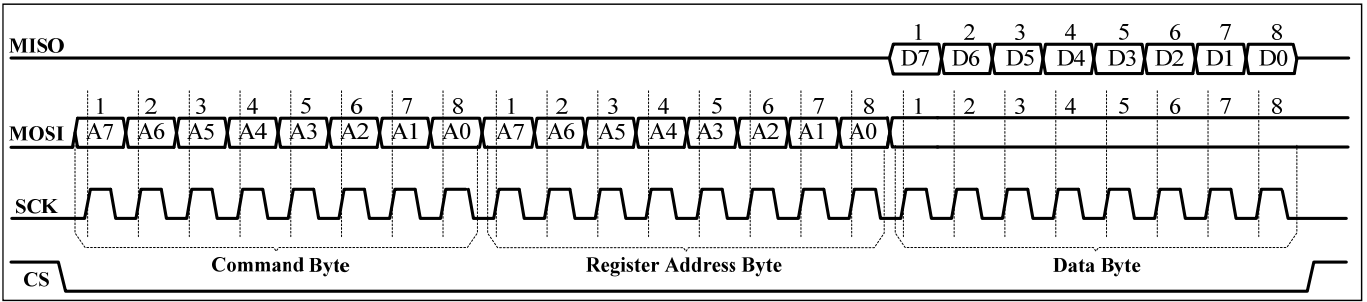 1 2 3 4 5 6 7 8
MISO
D7 D6 D5 D4 D3 D2 D1 D0
1 2 3 4 5 6 7 8 1 2 3 4 5 6 7 8 1 2 3 4 5 6 7 8
MOSI A7 A6 A5 A4 A3 A2 A1 A0 A7 A6 A5 A4 A3 A2 A1 A0
SCK
Command Byte Register Address Byte Data Byte
CS